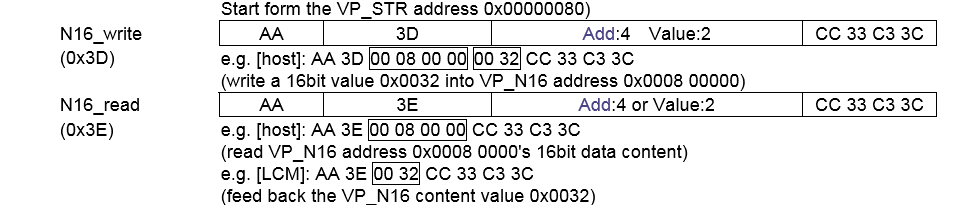 Start form the VP_STR address 0x00000080)
N16_write AA 3D Add:4 Value:2 CC 33 C3 3C
(0x3D) e.g. [host]: AA 3D 00 08 00 00 00 32 CC 33 C3 3C
(write a 16bit value 0x0032 into VP_N16 address 0x0008 00000)
N16_read AA 3E Add:4 or Value:2 CC 33 C3 3C
(0x3E) e.g. [host]: AA 3E 00 08 00 00 CC 33 C3 3C
(read VP_N16 address 0x0008 0000's 16bit data content)
e.g. [LCM]: AA 3E 00 32 CC 33 C3 3C
(feed back the VP_N16 content value 0x0032)